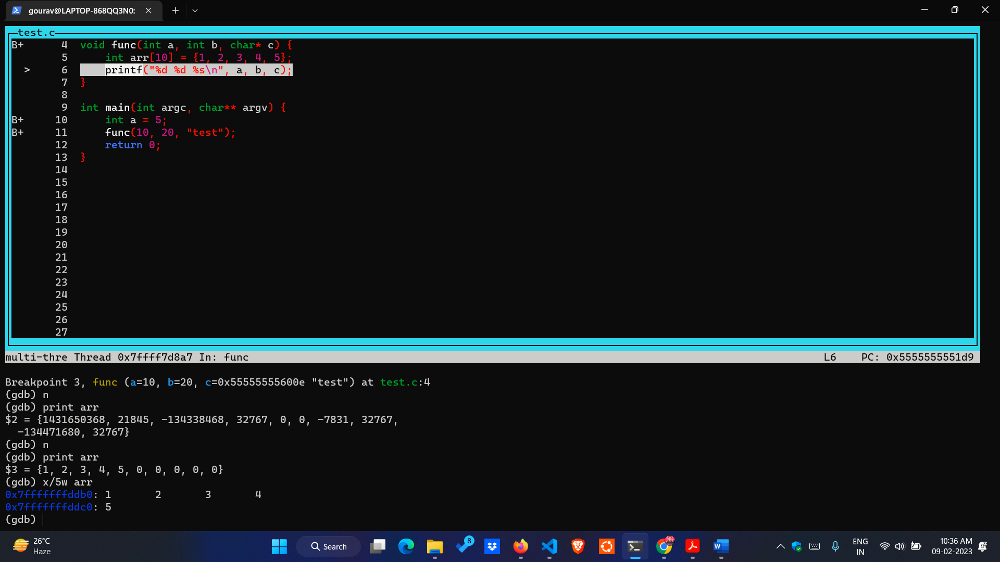 gourav@LAPTOP-868QQ3N0:
test.c
B+ 4 void func(int a, int b, char* c) {
5 int arr[10] = {1, 2, 3, 4, 5};
> 6 printf("%d %d %s\n", a, b, c);
7 }
8
9 int main(int argc, char** argv) {
B+ 10 int a = 5;
B+ 11 func(10, 20, "test");
12 return 0;
13 }
14
15
16
17
18
19
20
21
22
23
24
25
26
27
multi-thre Thread 0x7ffff7d8a7 In: func L6 PC: 0x5555555551d9
Breakpoint 3, func (a=10, b=20, c=0x55555555600e "test") at test.c:4
(gdb) n
(gdb) print arr
$2 = {1431650368, 21845, -134338468, 32767, 0, 0, -7831, 32767,
-134471680, 32767}
(gdb) n
(gdb) print arr
$3 = {1, 2, 3, 4, 5, 0, 0, 0, 0, 0}
(gdb) x/5w arr
0x7fffffffddb0: 1 2 3 4
0x7fffffffddc0: 5
(gdb)
26°C
Haze
Search
8
W
ENG
IN
10:36 AM
09-02-2023